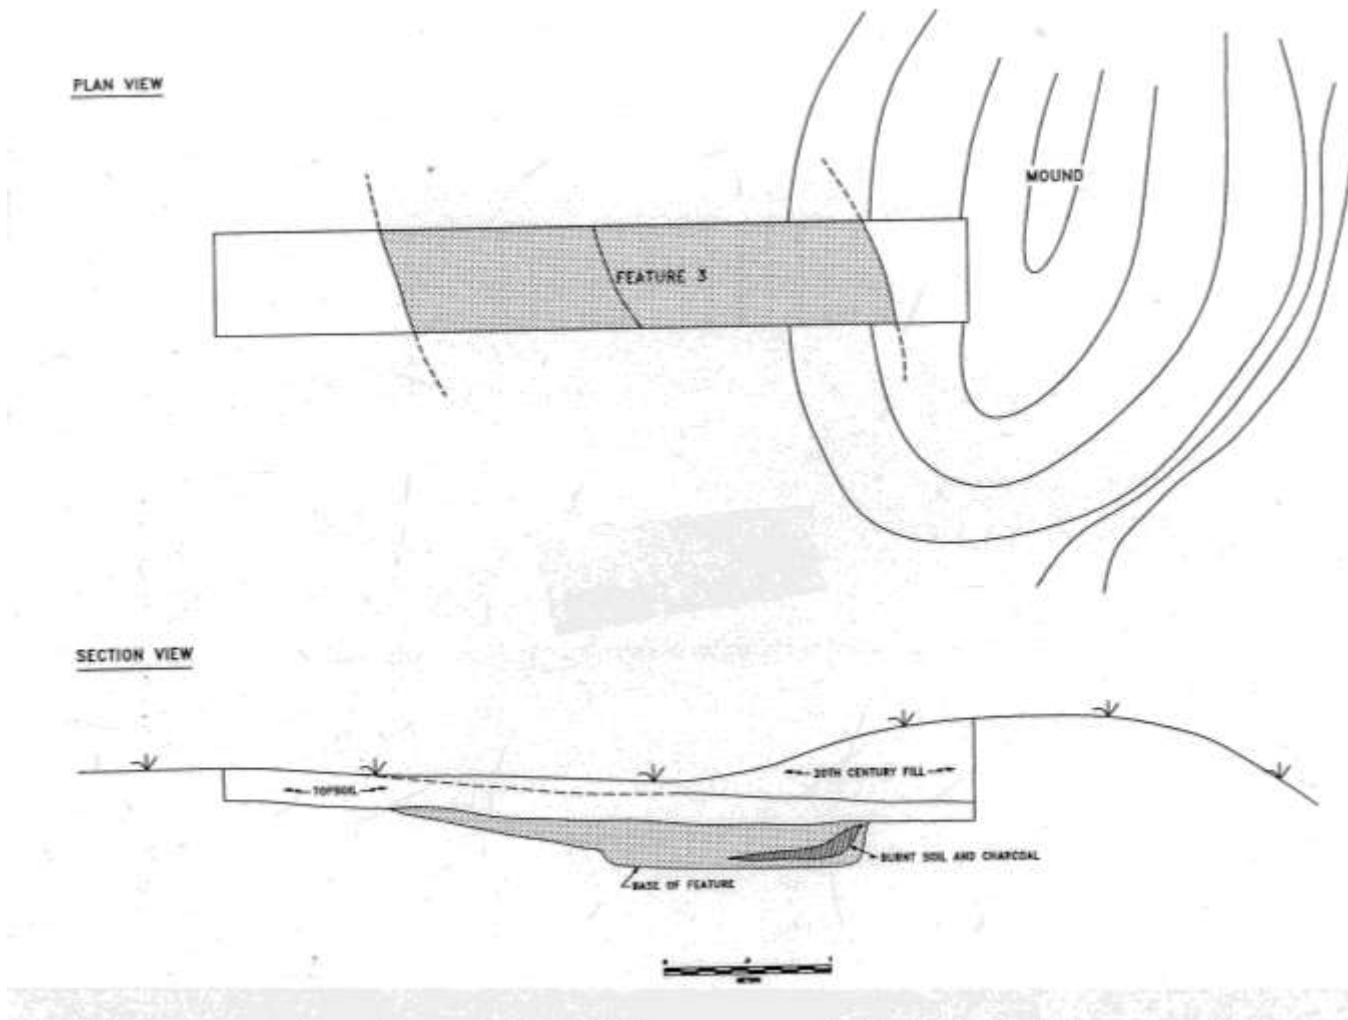 PLAN VIEW
MOUND
FEATURE 3
SECTION VIEW
20TH CENTURY FILL
TOPSOIL
BURNT SOIL AND CHARCOAL
BASE OF FEATURE